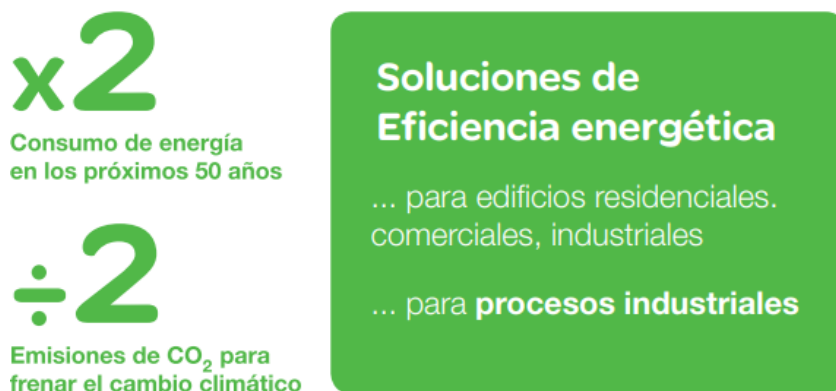 x2
Consumo de energía
en los próximos 50 años
÷2
Emisiones de CO₂ para
frenar el cambio climático
Soluciones de
Eficiencia energética
... para edificios residenciales.
comerciales, industriales
... para procesos industriales